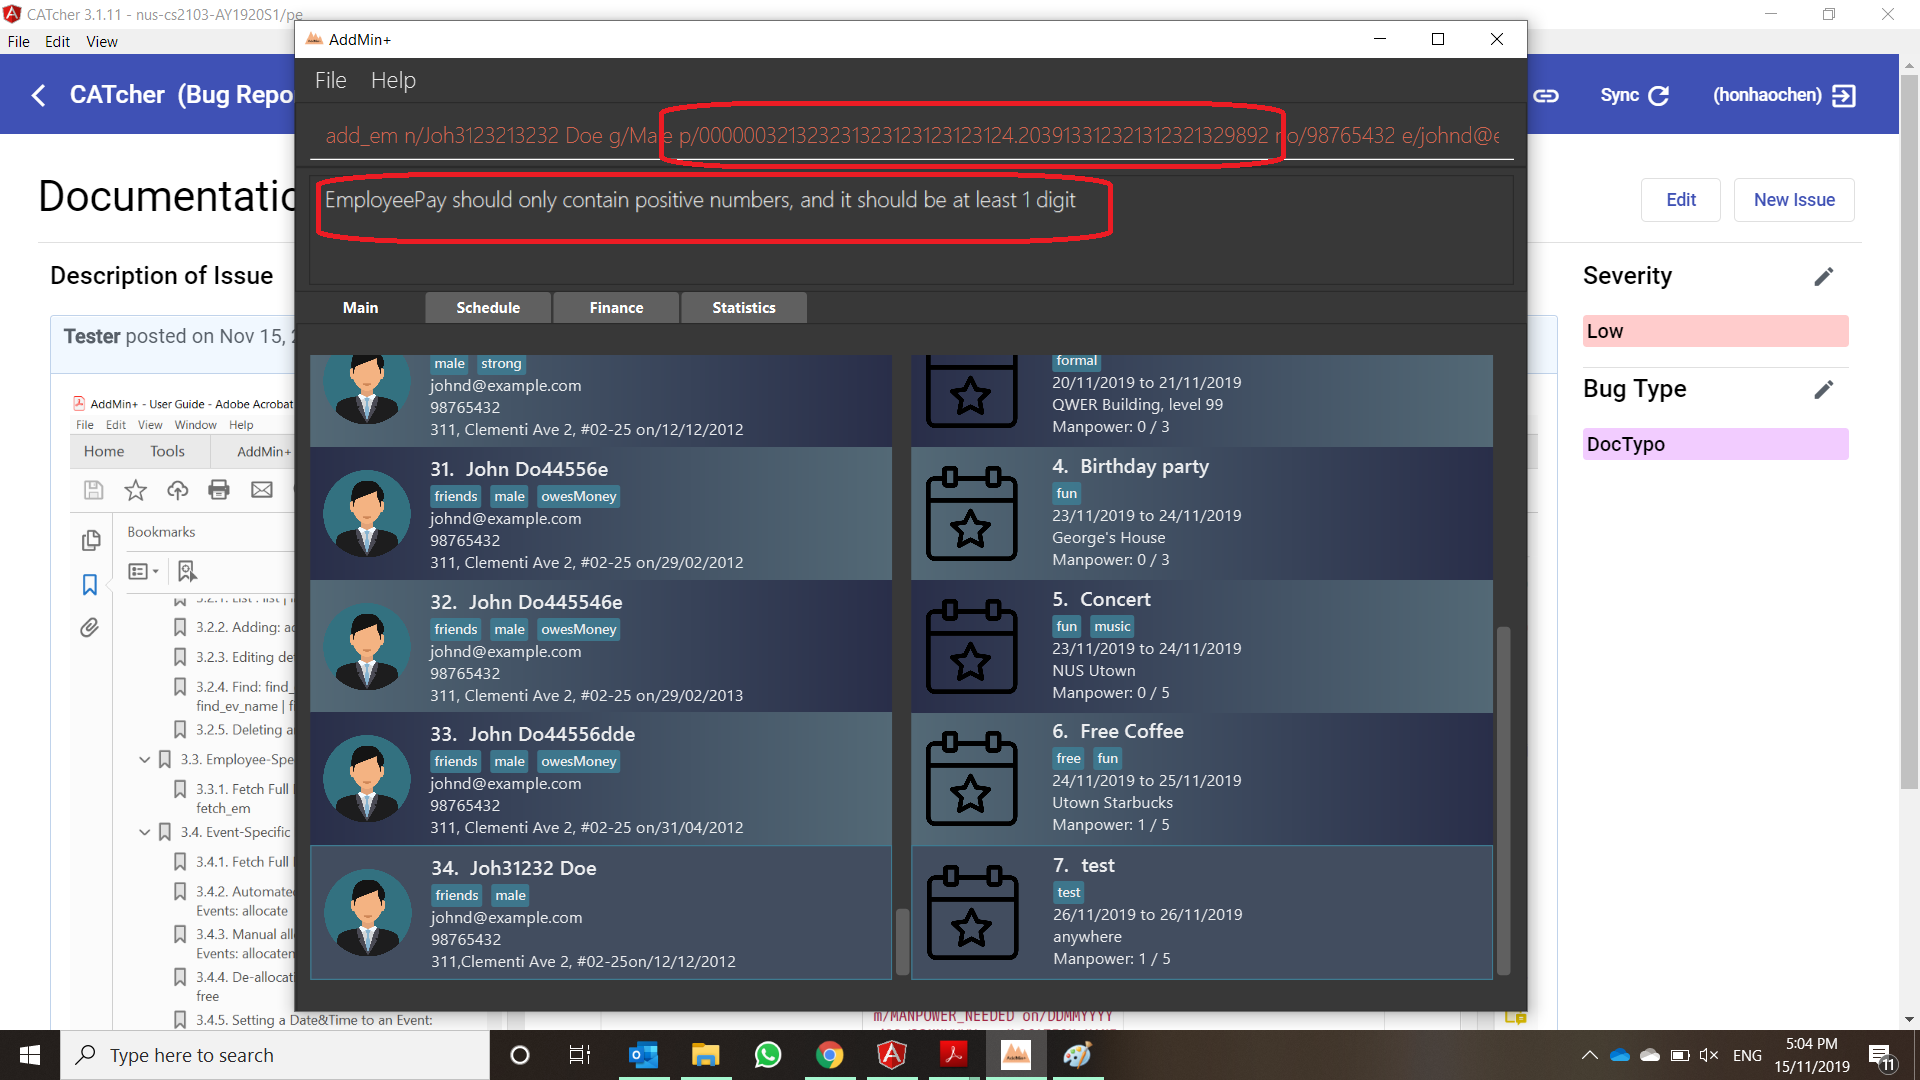 CATcher 3.1.11 - nus-cs2103-AY1920S1/pe
File Edit View
CATcher (Bug Repo
Sync
(honhaochen)
Documentatio
Edit
New Issue
Description of Issue
Tester posted on Nov 15, 2
Severity
Low
Bug Type
DocTypo
AddMin+ - User Guide - Adobe Acrobat
File Edit View Window Help
Home Tools AddMin+
Bookmarks
3.2.1. List : list |
3.2.2. Adding: ad
3.2.3. Editing det
3.2.4. Find: find_
find_ev_name | fi
3.2.5. Deleting a
3.3. Employee-Spe
3.3.1. Fetch Full
fetch_em
3.4. Event-Specific
3.4.1. Fetch Full
3.4.2. Automated
Events: allocate
3.4.3. Manual all
Events: allocaten
3.4.4. De-allocati
free
3.4.5. Setting a Date&Time to an Event:
m/MANPOWER_NEEDED on/DDMMYYYY
AddMin+
File Help
add_em n/Joh3123213232 Doe g/Male p/00000032132323132312312312​3124.2039133123213123213​29892 no/98765432 e/johnd@e
EmployeePay should only contain positive numbers, and it should be at least 1 digit
Main Schedule Finance Statistics
male strong
johnd@example.com
98765432
311, Clementi Ave 2, #02-25 on/12/12/2012
31. John Do44556e
friends male owesMoney
johnd@example.com
98765432
311, Clementi Ave 2, #02-25 on/29/02/2012
32. John Do445546e
friends male owesMoney
johnd@example.com
98765432
311, Clementi Ave 2, #02-25 on/29/02/2013
33. John Do44556dde
friends male owesMoney
johnd@example.com
98765432
311, Clementi Ave 2, #02-25 on/31/04/2012
34. Joh31232 Doe
friends male
johnd@example.com
98765432
311,Clementi Ave 2, #02-25on/12/12/2012
formal
20/11/2019 to 21/11/2019
QWER Building, level 99
Manpower: 0 / 3
4. Birthday party
fun
23/11/2019 to 24/11/2019
George's House
Manpower: 0 / 3
5. Concert
fun music
23/11/2019 to 24/11/2019
NUS Utown
Manpower: 0 / 5
6. Free Coffee
free fun
24/11/2019 to 25/11/2019
Utown Starbucks
Manpower: 1 / 5
7. test
test
26/11/2019 to 26/11/2019
anywhere
Manpower: 1 / 5
Type here to search
ENG
5:04 PM
15/11/2019
11